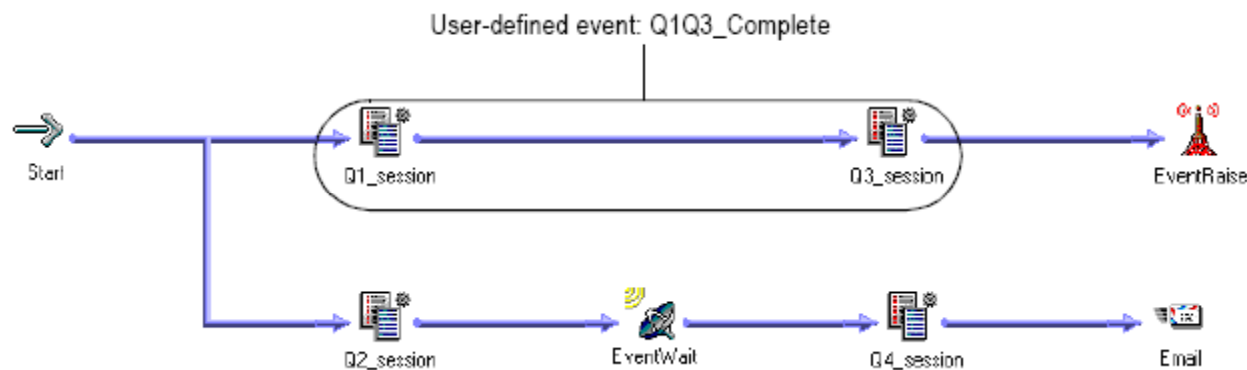 User-defined event: Q1Q3_Complete
Start
Q1_session
Q3_session
EventRaise
Q2_session
EventWait
Q4_session
Email